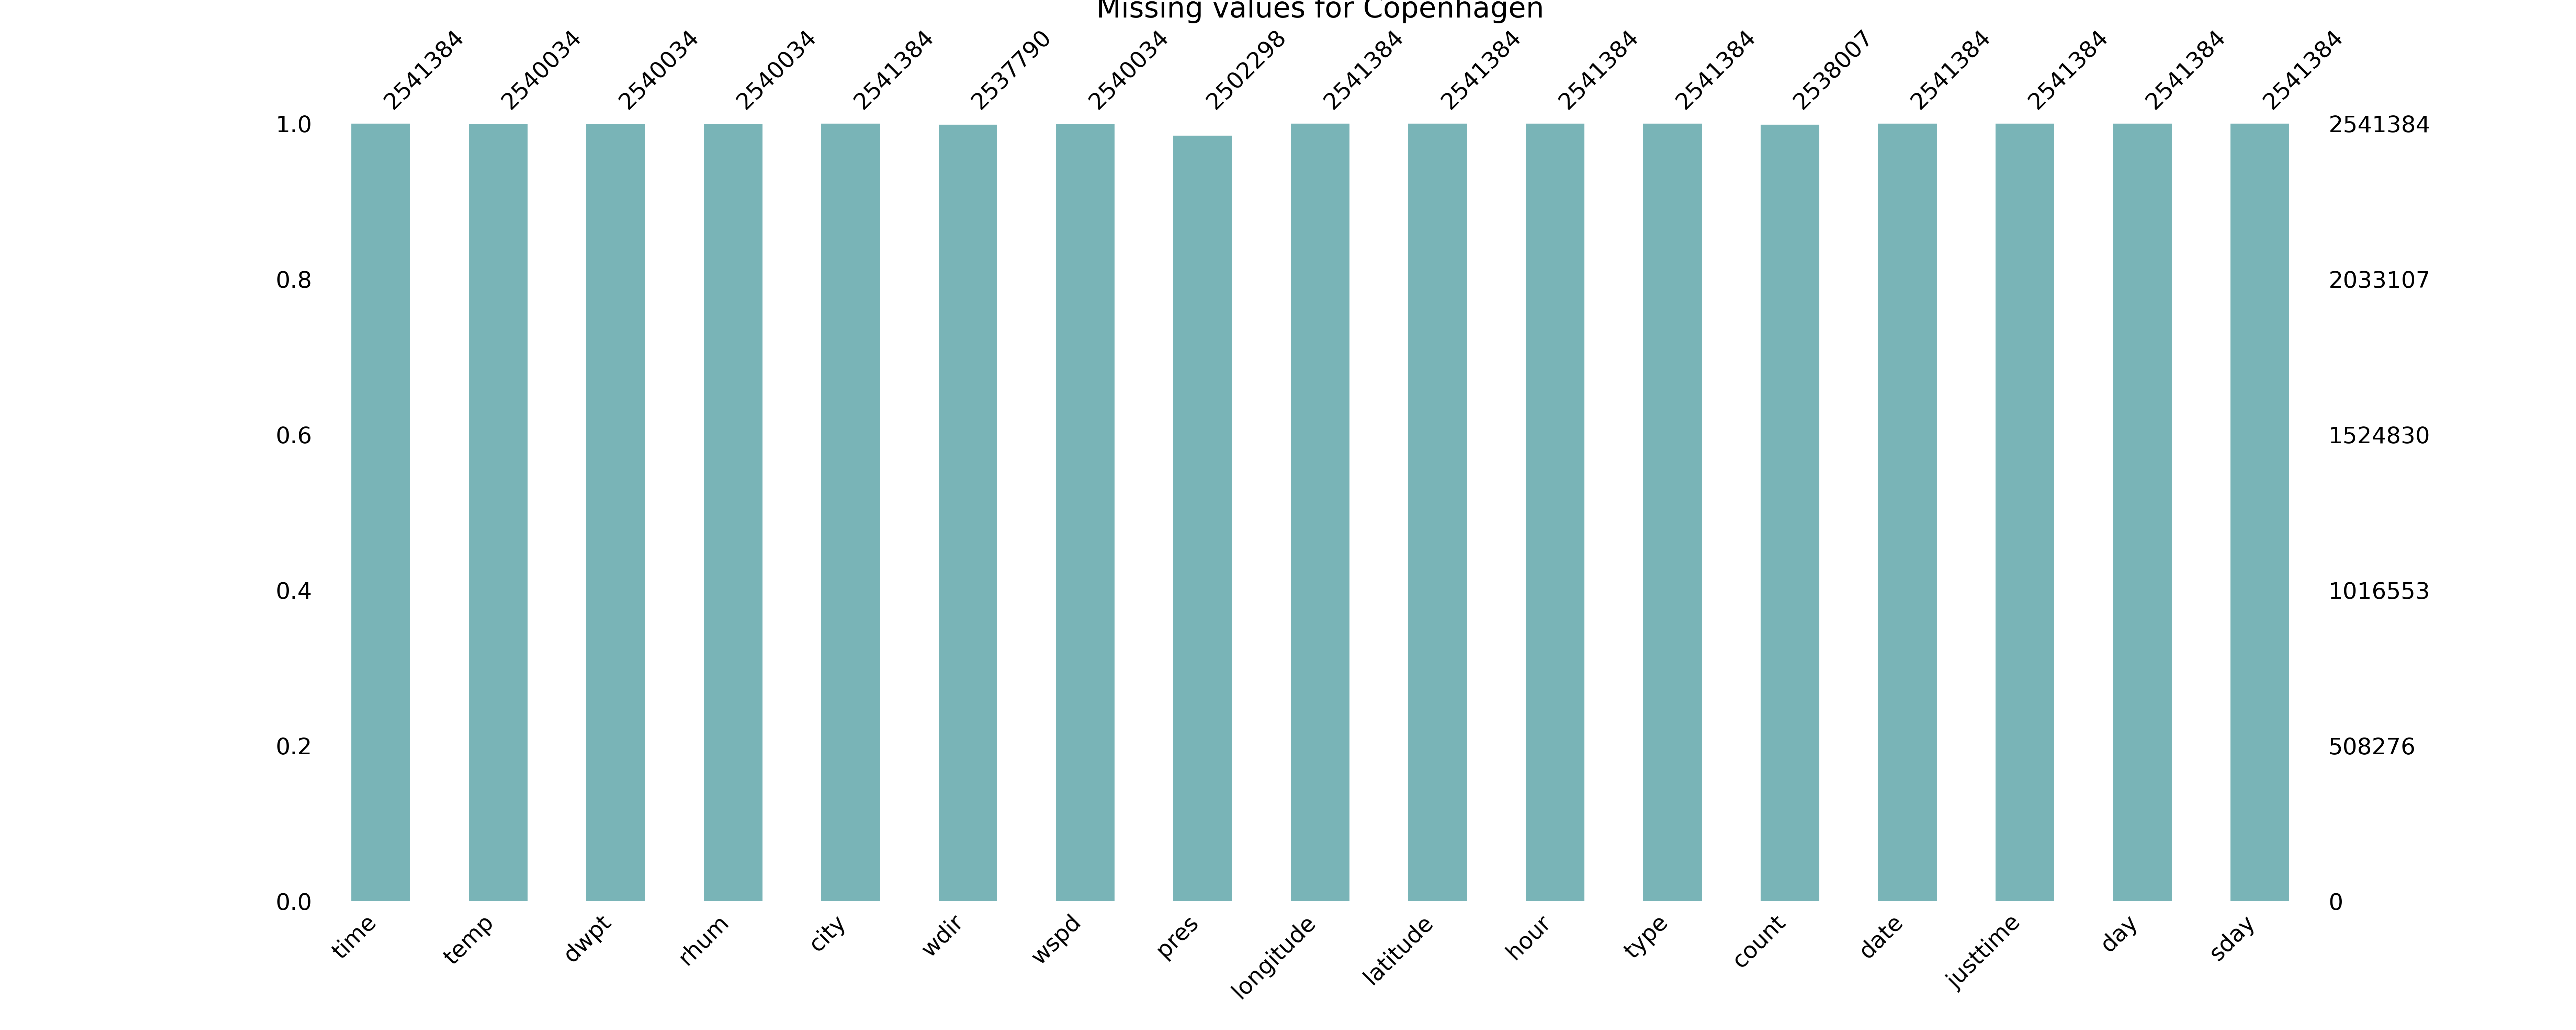 Missing values for Copenhagen
2541384 2540034 2540034 2540034 2541384 2537790 2540034 2502298 2541384 2541384 2541384 2541384 2538007 2541384 2541384 2541384 2541384
1.0 2541384
0.8 2033107
0.6 1524830
0.4 1016553
0.2 508276
0.0 0
time temp dwpt rhum city wdir wspd pres longitude latitude hour type count date justtime day sday